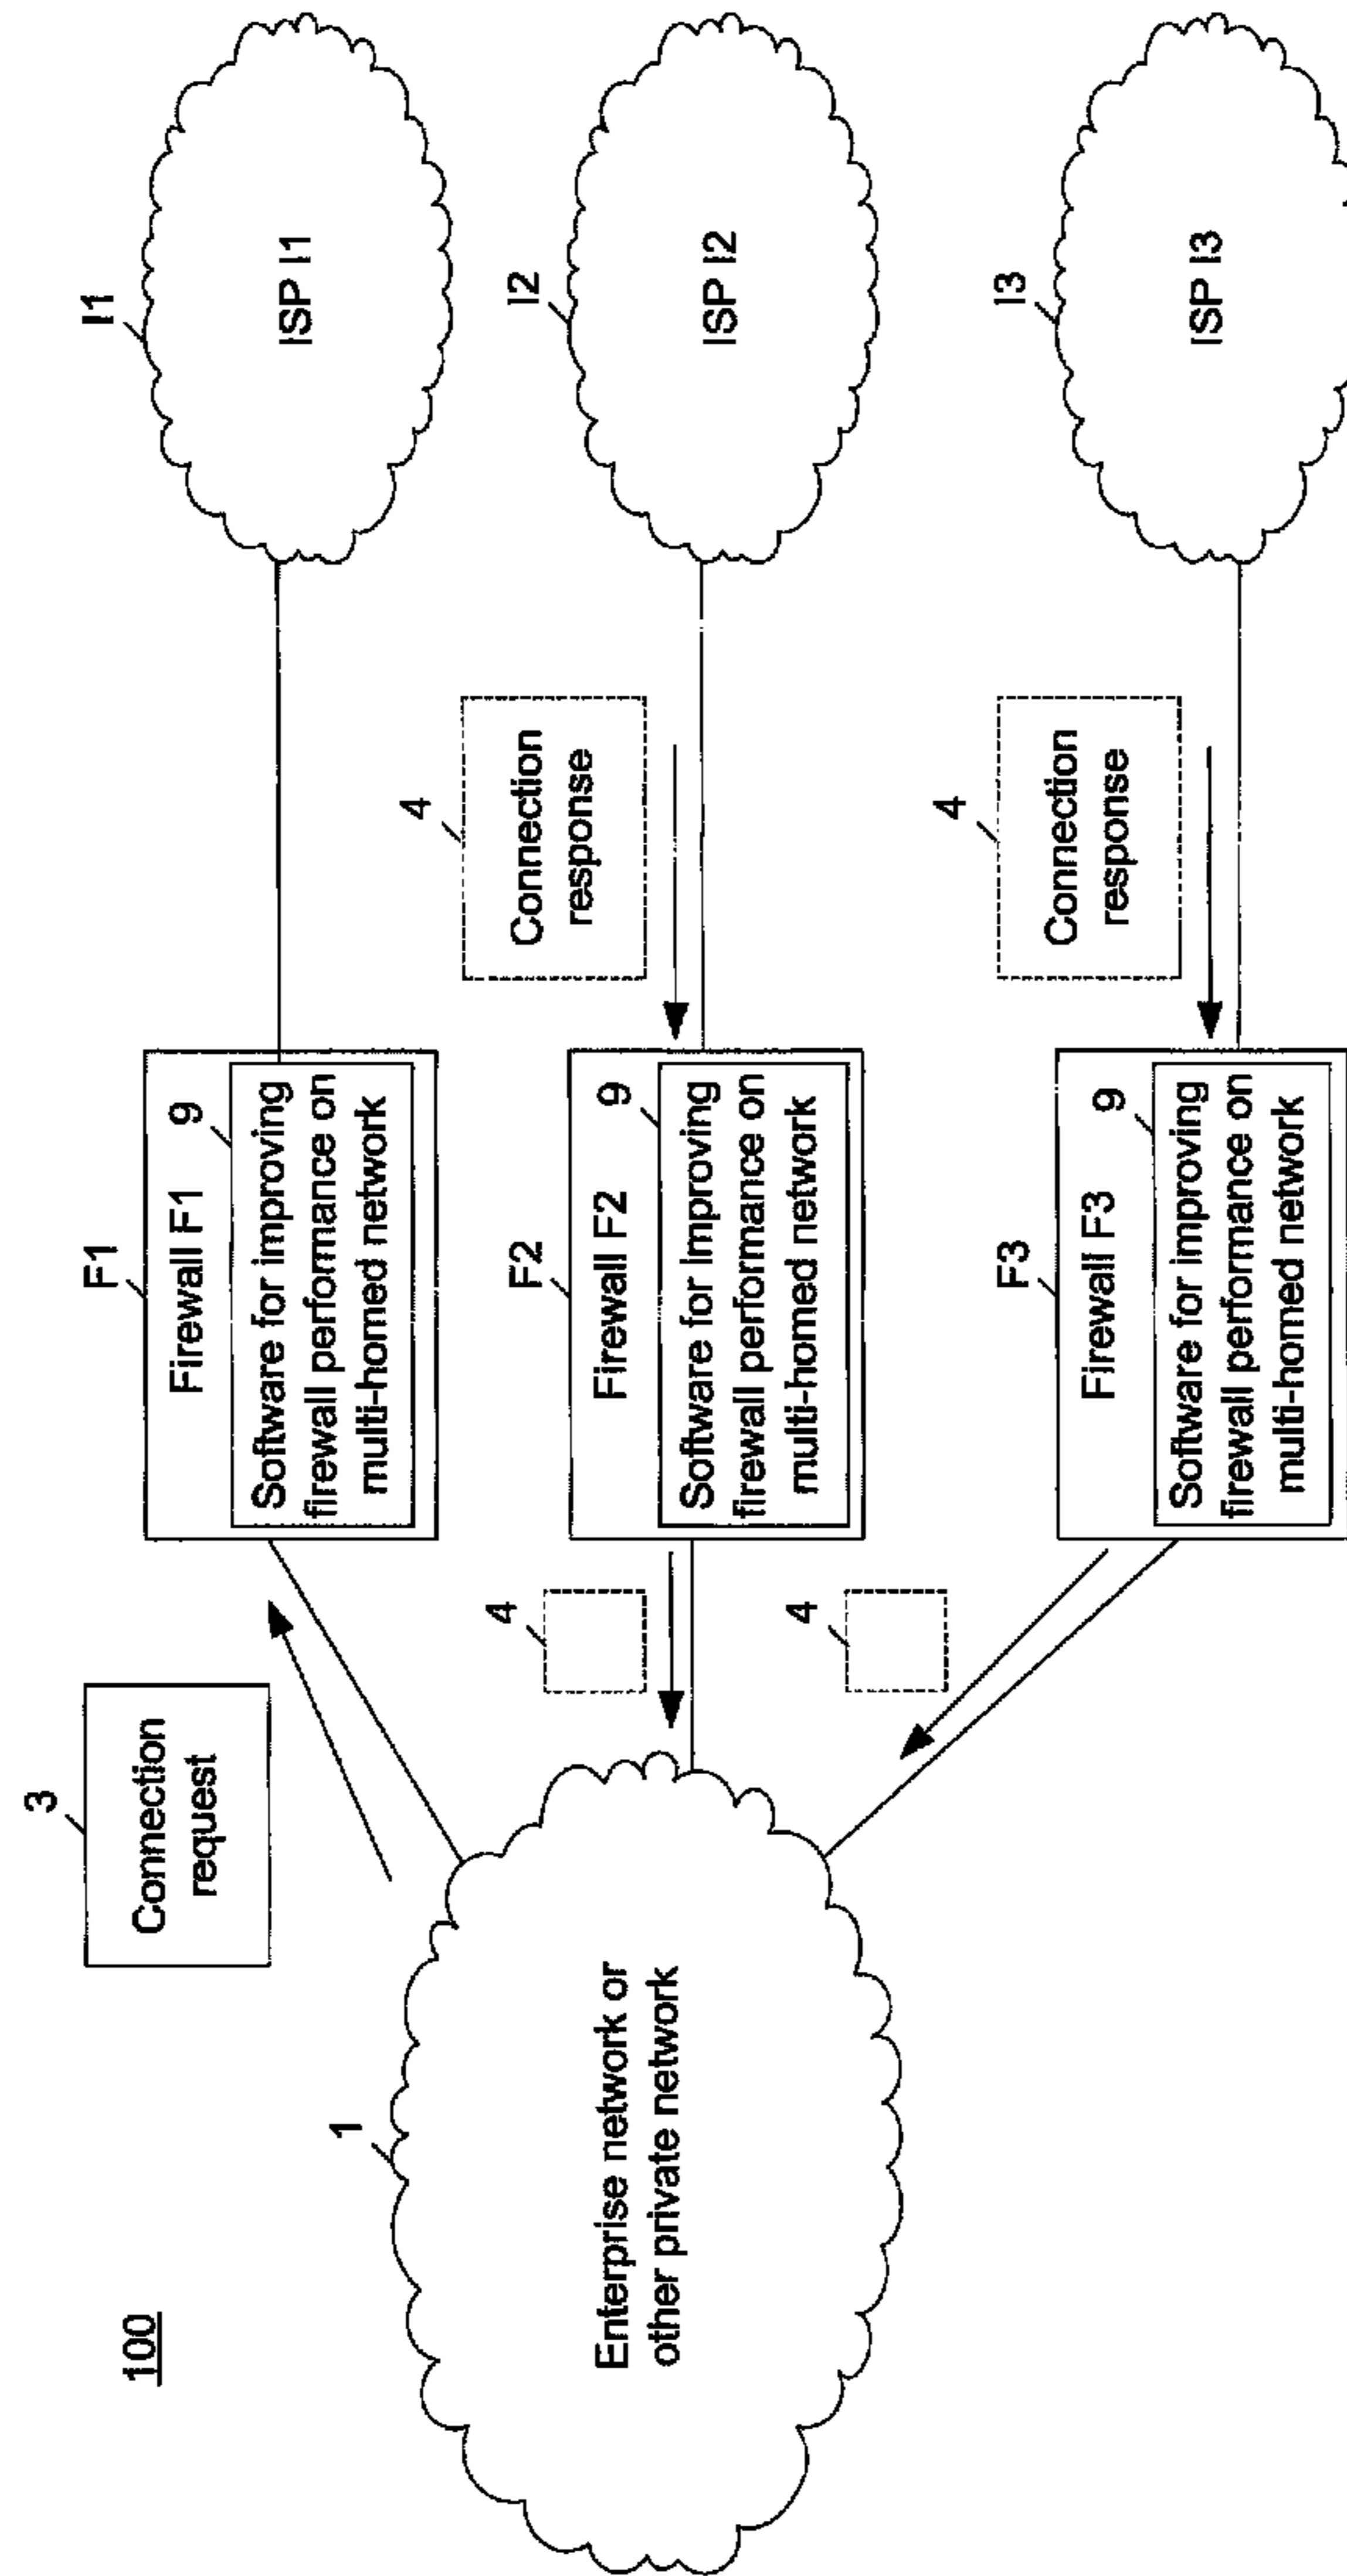 100
3
Connection
request
1
Enterprise network or
other private network
F1
Firewall F1
9
Software for improving
firewall performance on
multi-homed network
I1
ISP I1
4
4
Connection
response
F2
Firewall F2
9
Software for improving
firewall performance on
multi-homed network
I2
ISP I2
4
4
Connection
response
F3
Firewall F3
9
Software for improving
firewall performance on
multi-homed network
I3
ISP I3